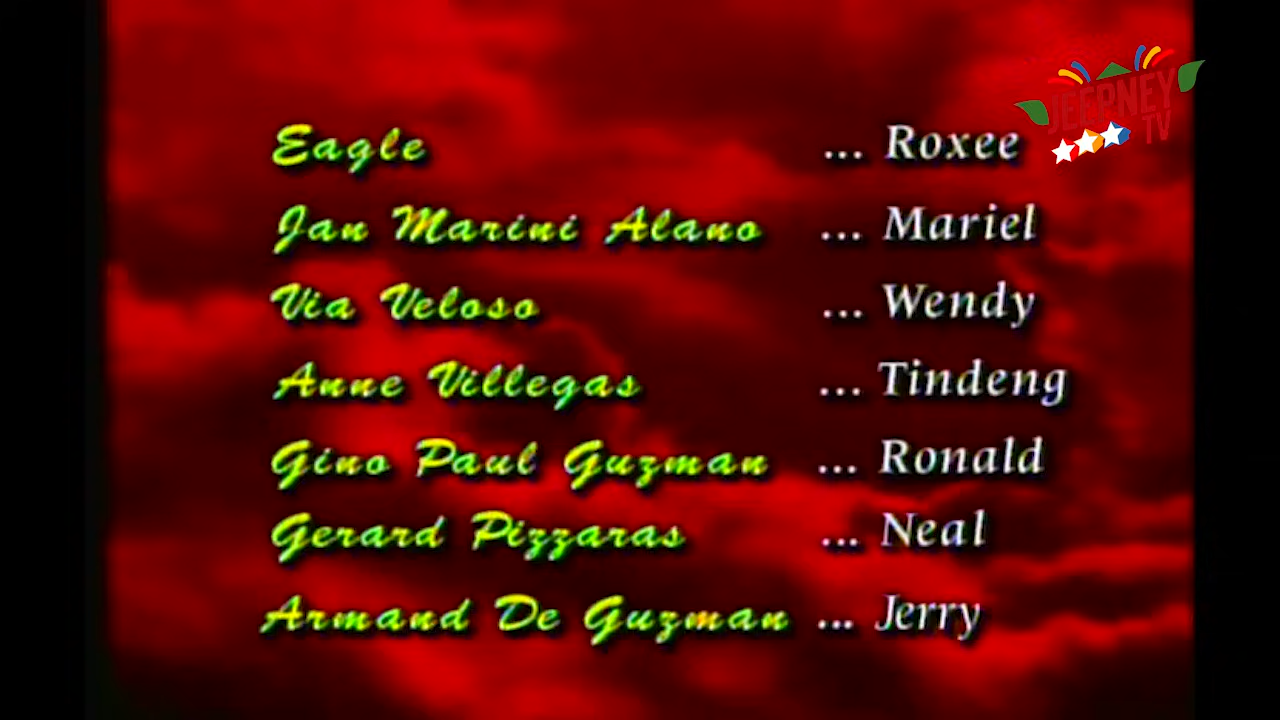 JEEPNEY
TV
Eagle ... Roxee
Jan Marini Alano ... Mariel
Via Veloso ... Wendy
Anne Villegas ... Tindeng
Gino Paul Guzman ... Ronald
Gerard Pizzaras ... Neal
Armand De Guzman ... Jerry